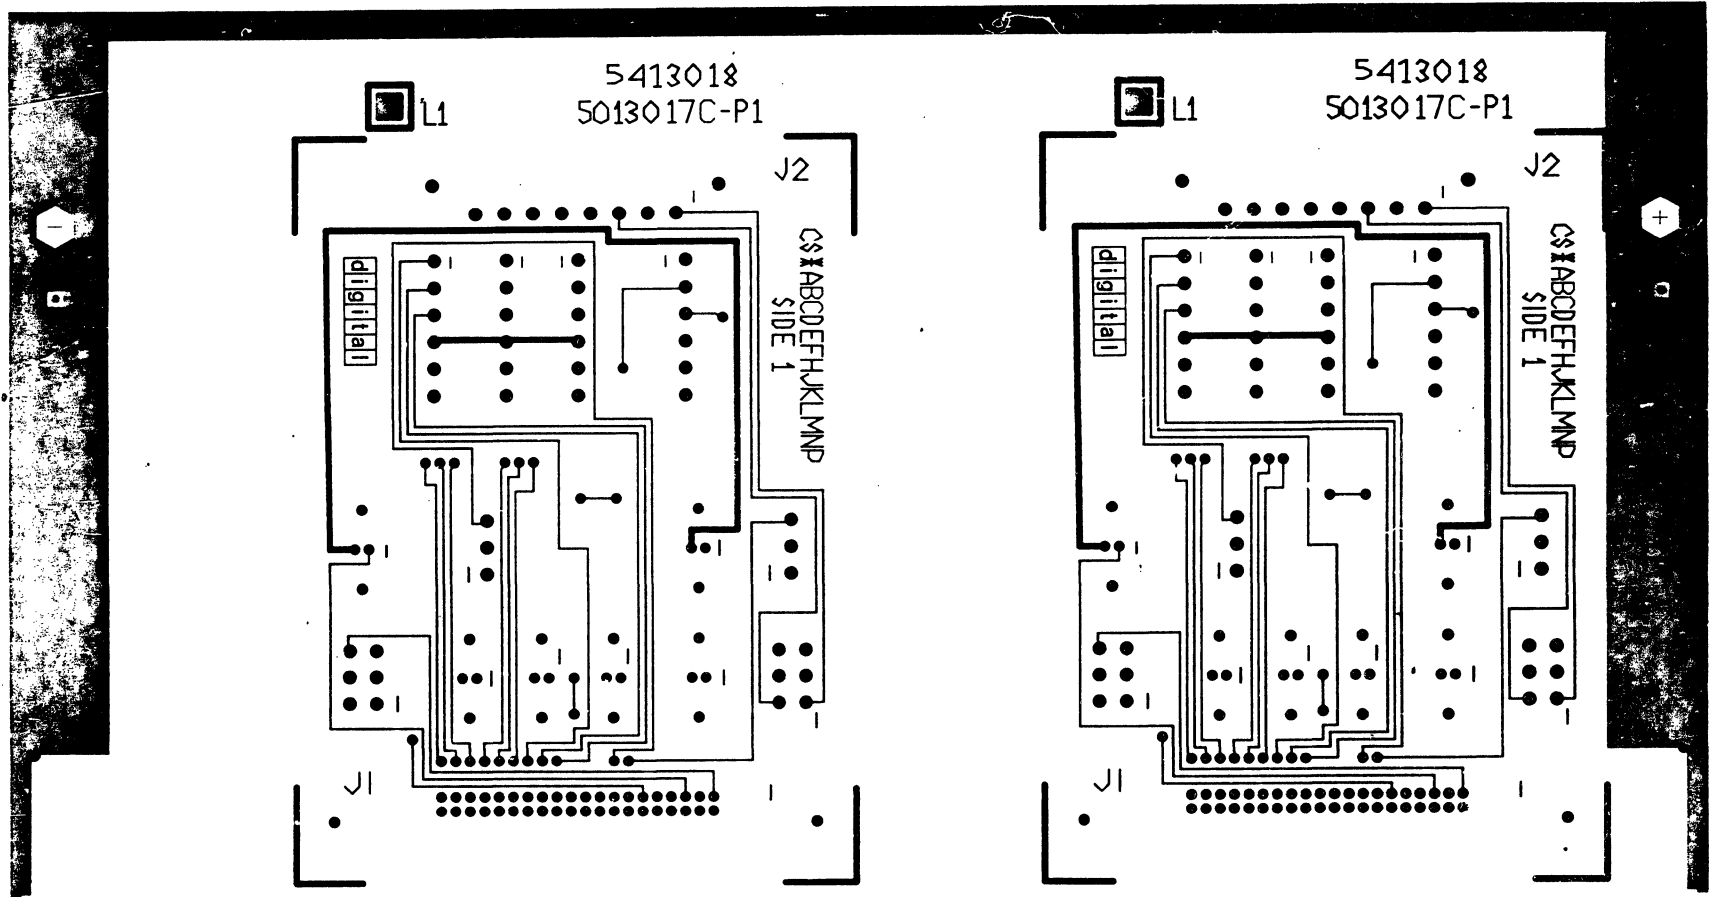 5413018
5013017C-P1
L1
J2
CS*ABCDEFHJKLMNP
SIDE 1
digital
J1
5413018
5013017C-P1
L1
J2
CS*ABCDEFHJKLMNP
SIDE 1
digital
J1